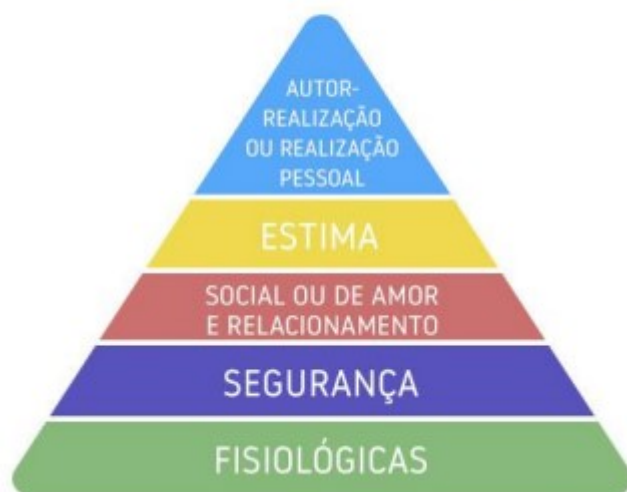 AUTOR-
REALIZAÇÃO
OU REALIZAÇÃO
PESSOAL
ESTIMA
SOCIAL OU DE AMOR
E RELACIONAMENTO
SEGURANÇA
FISIOLÓGICAS